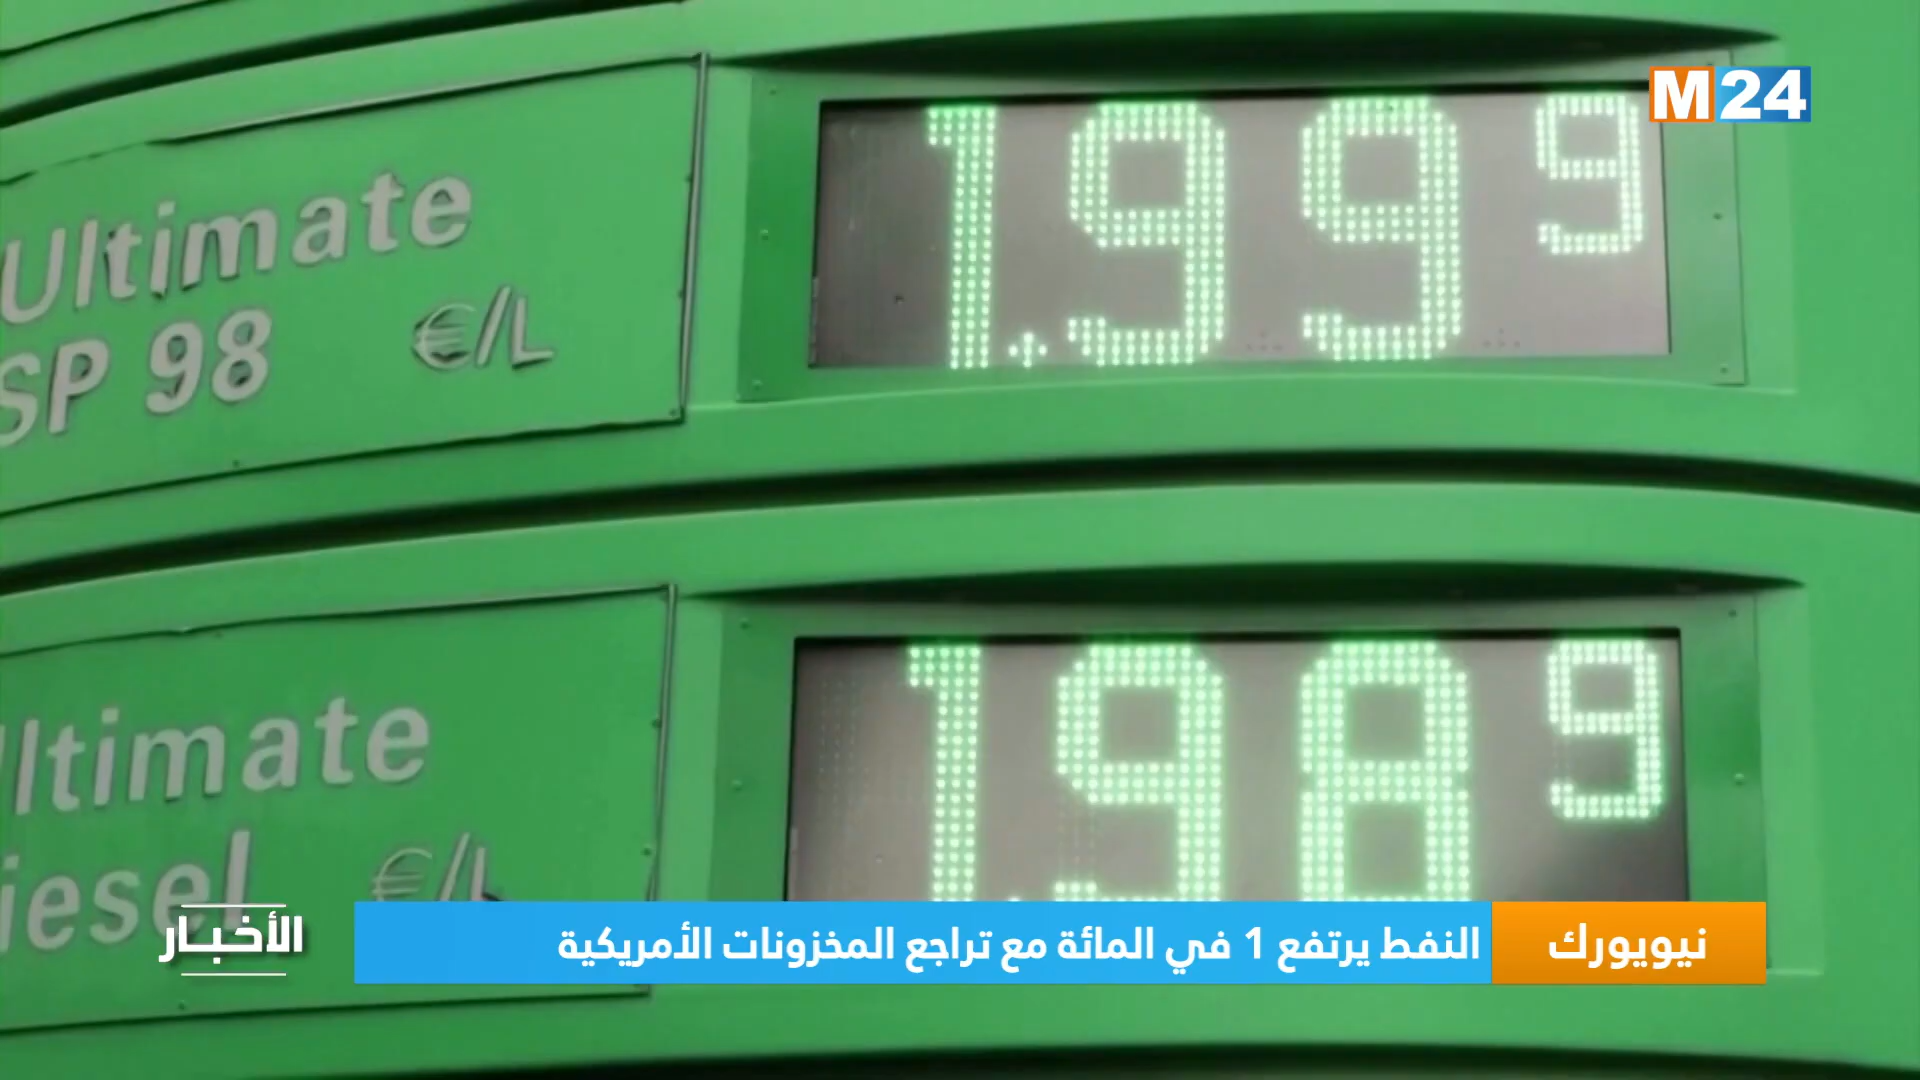 M24
Ultimate
SP 98 €/L
1.999
ltimate
iesel €/L
1.989
نيويورك
النفط يرتفع 1 في المائة مع تراجع المخزونات الأمريكية
الأخبار